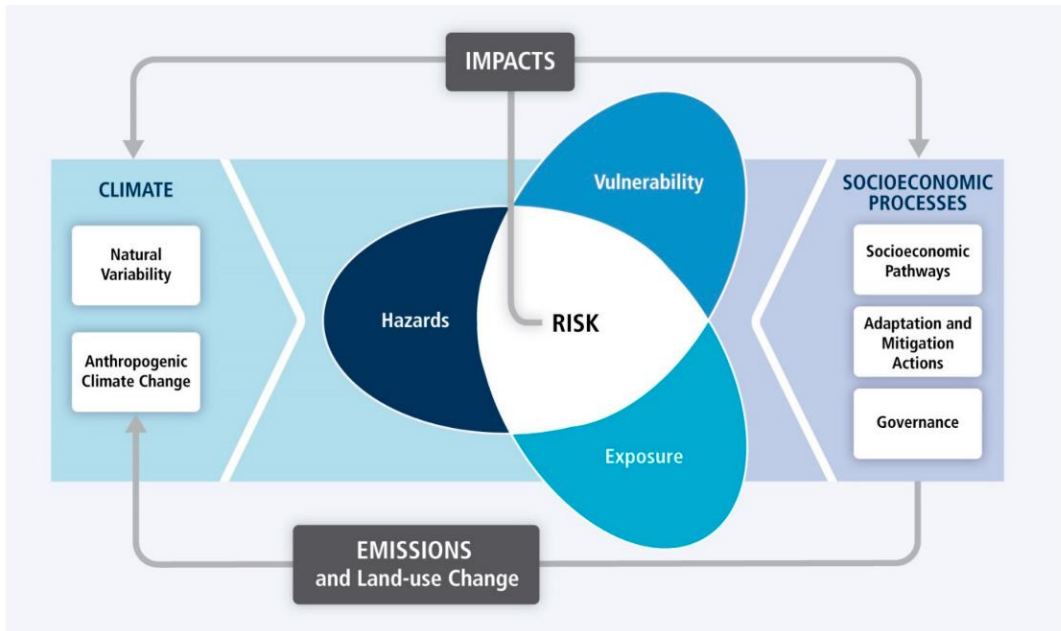 IMPACTS
CLIMATE
Natural
Variability
Anthropogenic
Climate Change
Vulnerability
Hazards
RISK
Exposure
SOCIOECONOMIC
PROCESSES
Socioeconomic
Pathways
Adaptation and
Mitigation
Actions
Governance
EMISSIONS
and Land-use Change